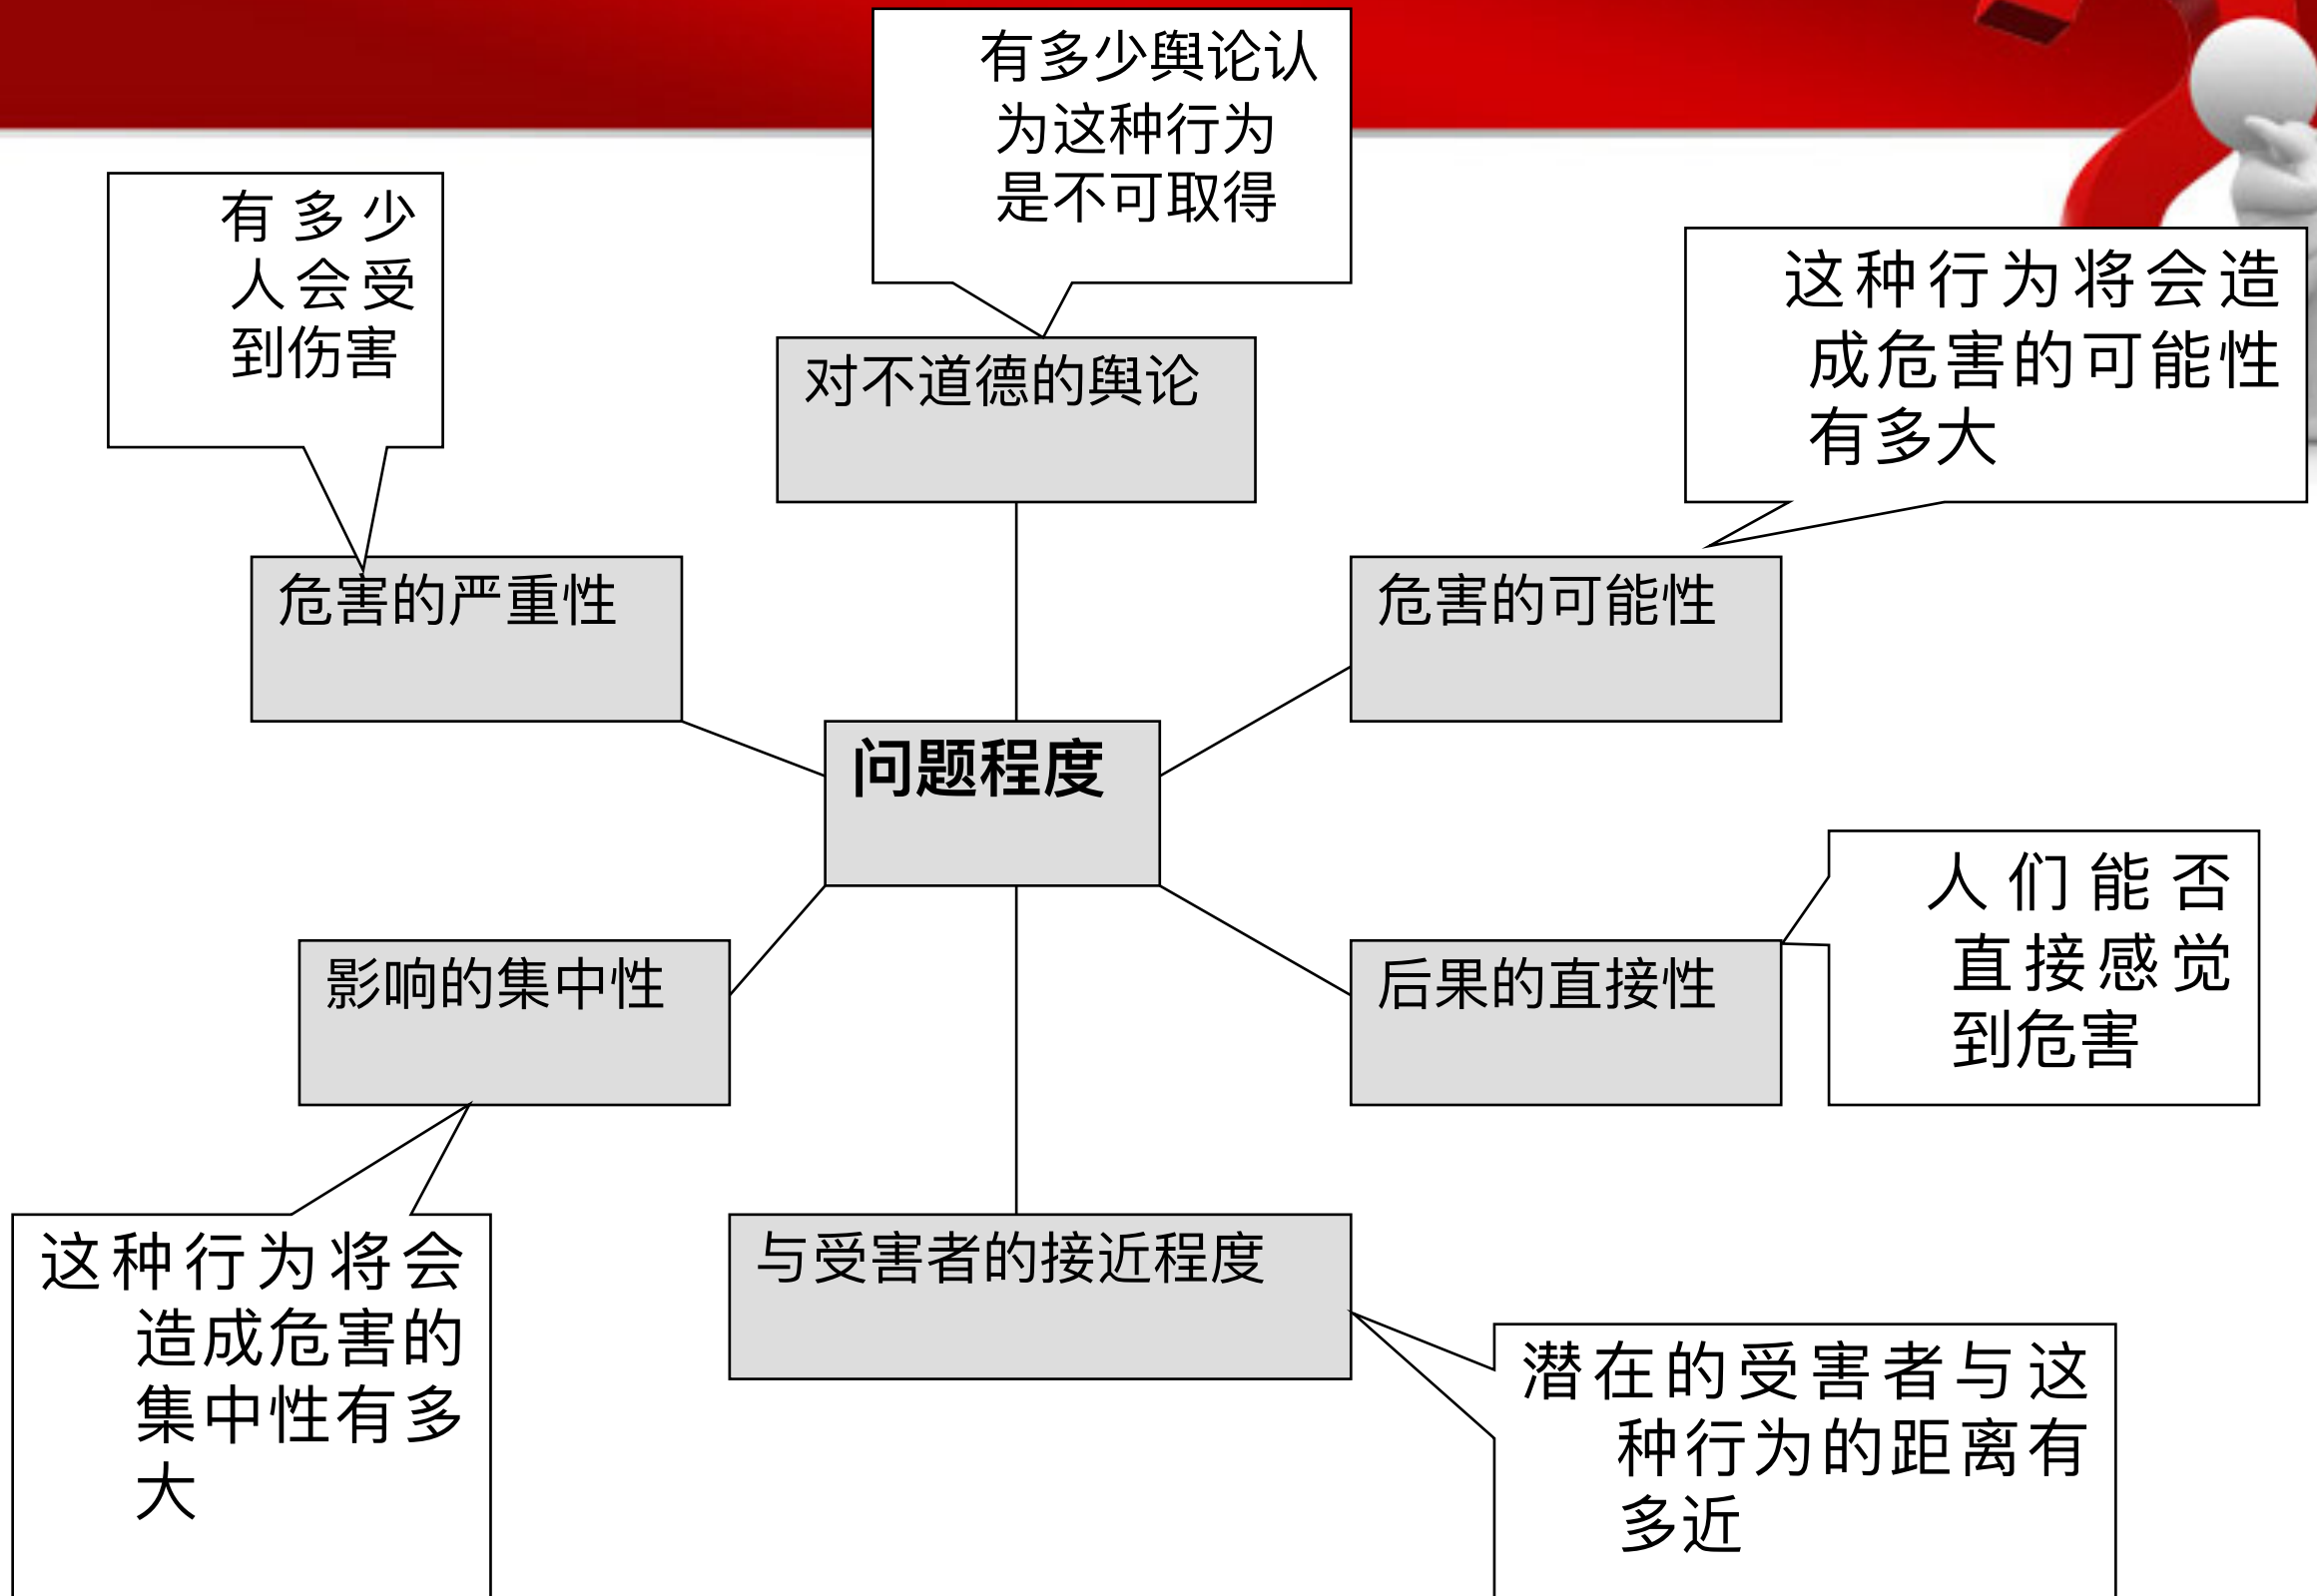 有多少舆论认
为这种行为
是不可取得
有多少
人会受
到伤害
这种行为将会造
成危害的可能性
有多大
对不道德的舆论
危害的严重性
危害的可能性
问题程度
人们能否
直接感觉
到危害
影响的集中性
后果的直接性
这种行为将会
造成危害的
集中性有多
大
与受害者的接近程度
潜在的受害者与这
种行为的距离有
多近